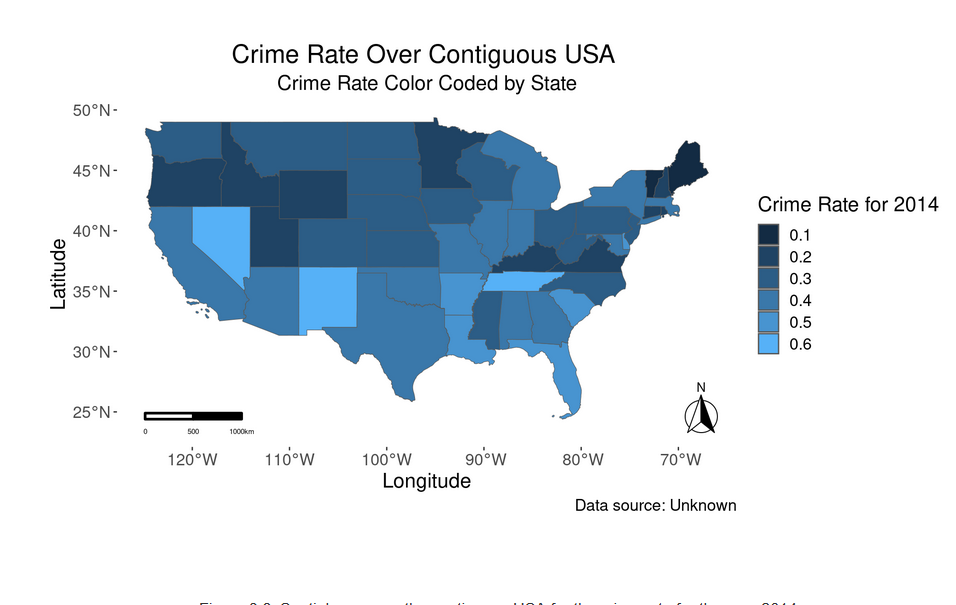 Crime Rate Over Contiguous USA
Crime Rate Color Coded by State
50°N
45°N
40°N
35°N
30°N
25°N
Latitude
120°W 110°W 100°W 90°W 80°W 70°W
Longitude
0 500 1000km
N
Crime Rate for 2014
0.1
0.2
0.3
0.4
0.5
0.6
Data source: Unknown